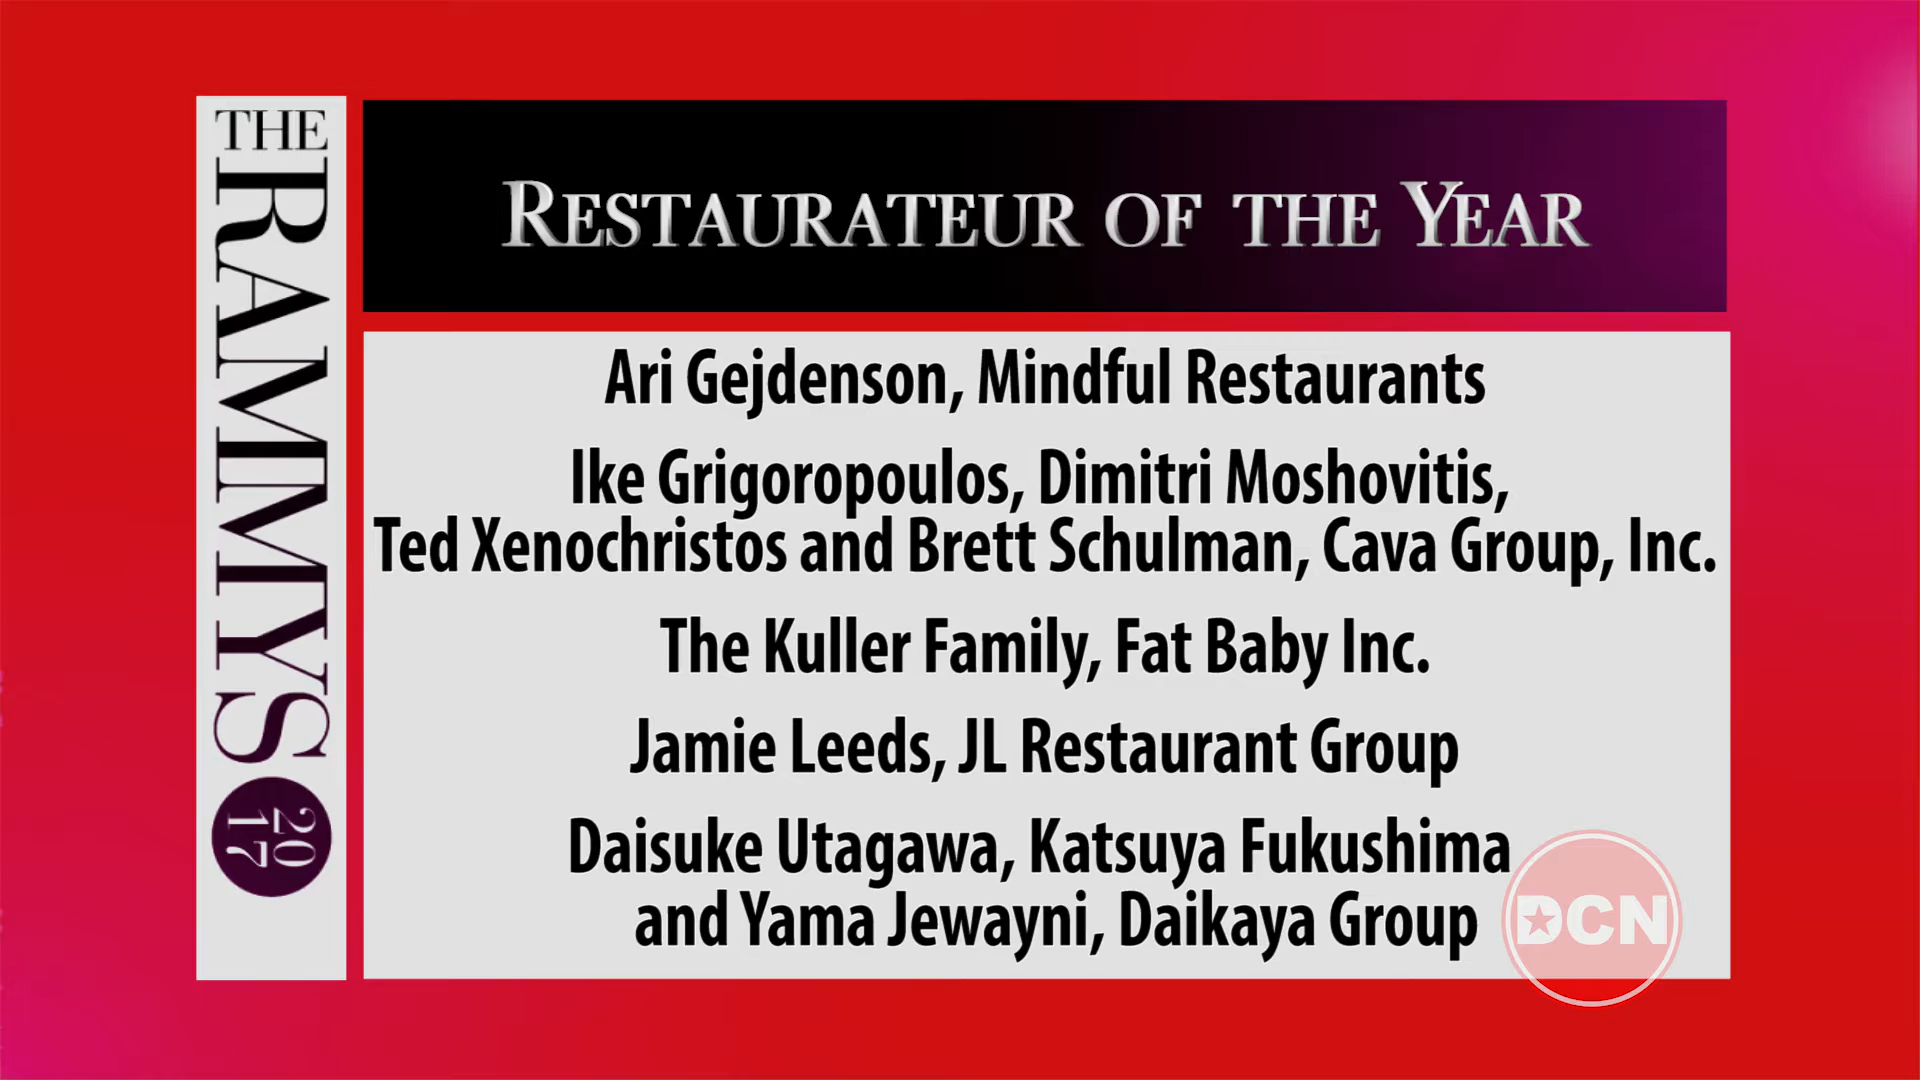 THE RAMMYS 2017
RESTAURATEUR OF THE YEAR
Ari Gejdenson, Mindful Restaurants
Ike Grigoropoulos, Dimitri Moshovitis,
Ted Xenochristos and Brett Schulman, Cava Group, Inc.
The Kuller Family, Fat Baby Inc.
Jamie Leeds, JL Restaurant Group
Daisuke Utagawa, Katsuya Fukushima
and Yama Jewayni, Daikaya Group
DCN